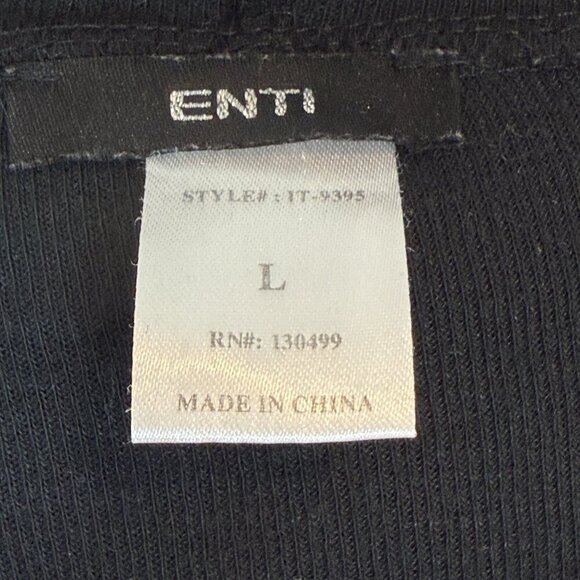 ENTI
STYLE# : IT-9395
L
RN#: 130499
MADE IN CHINA